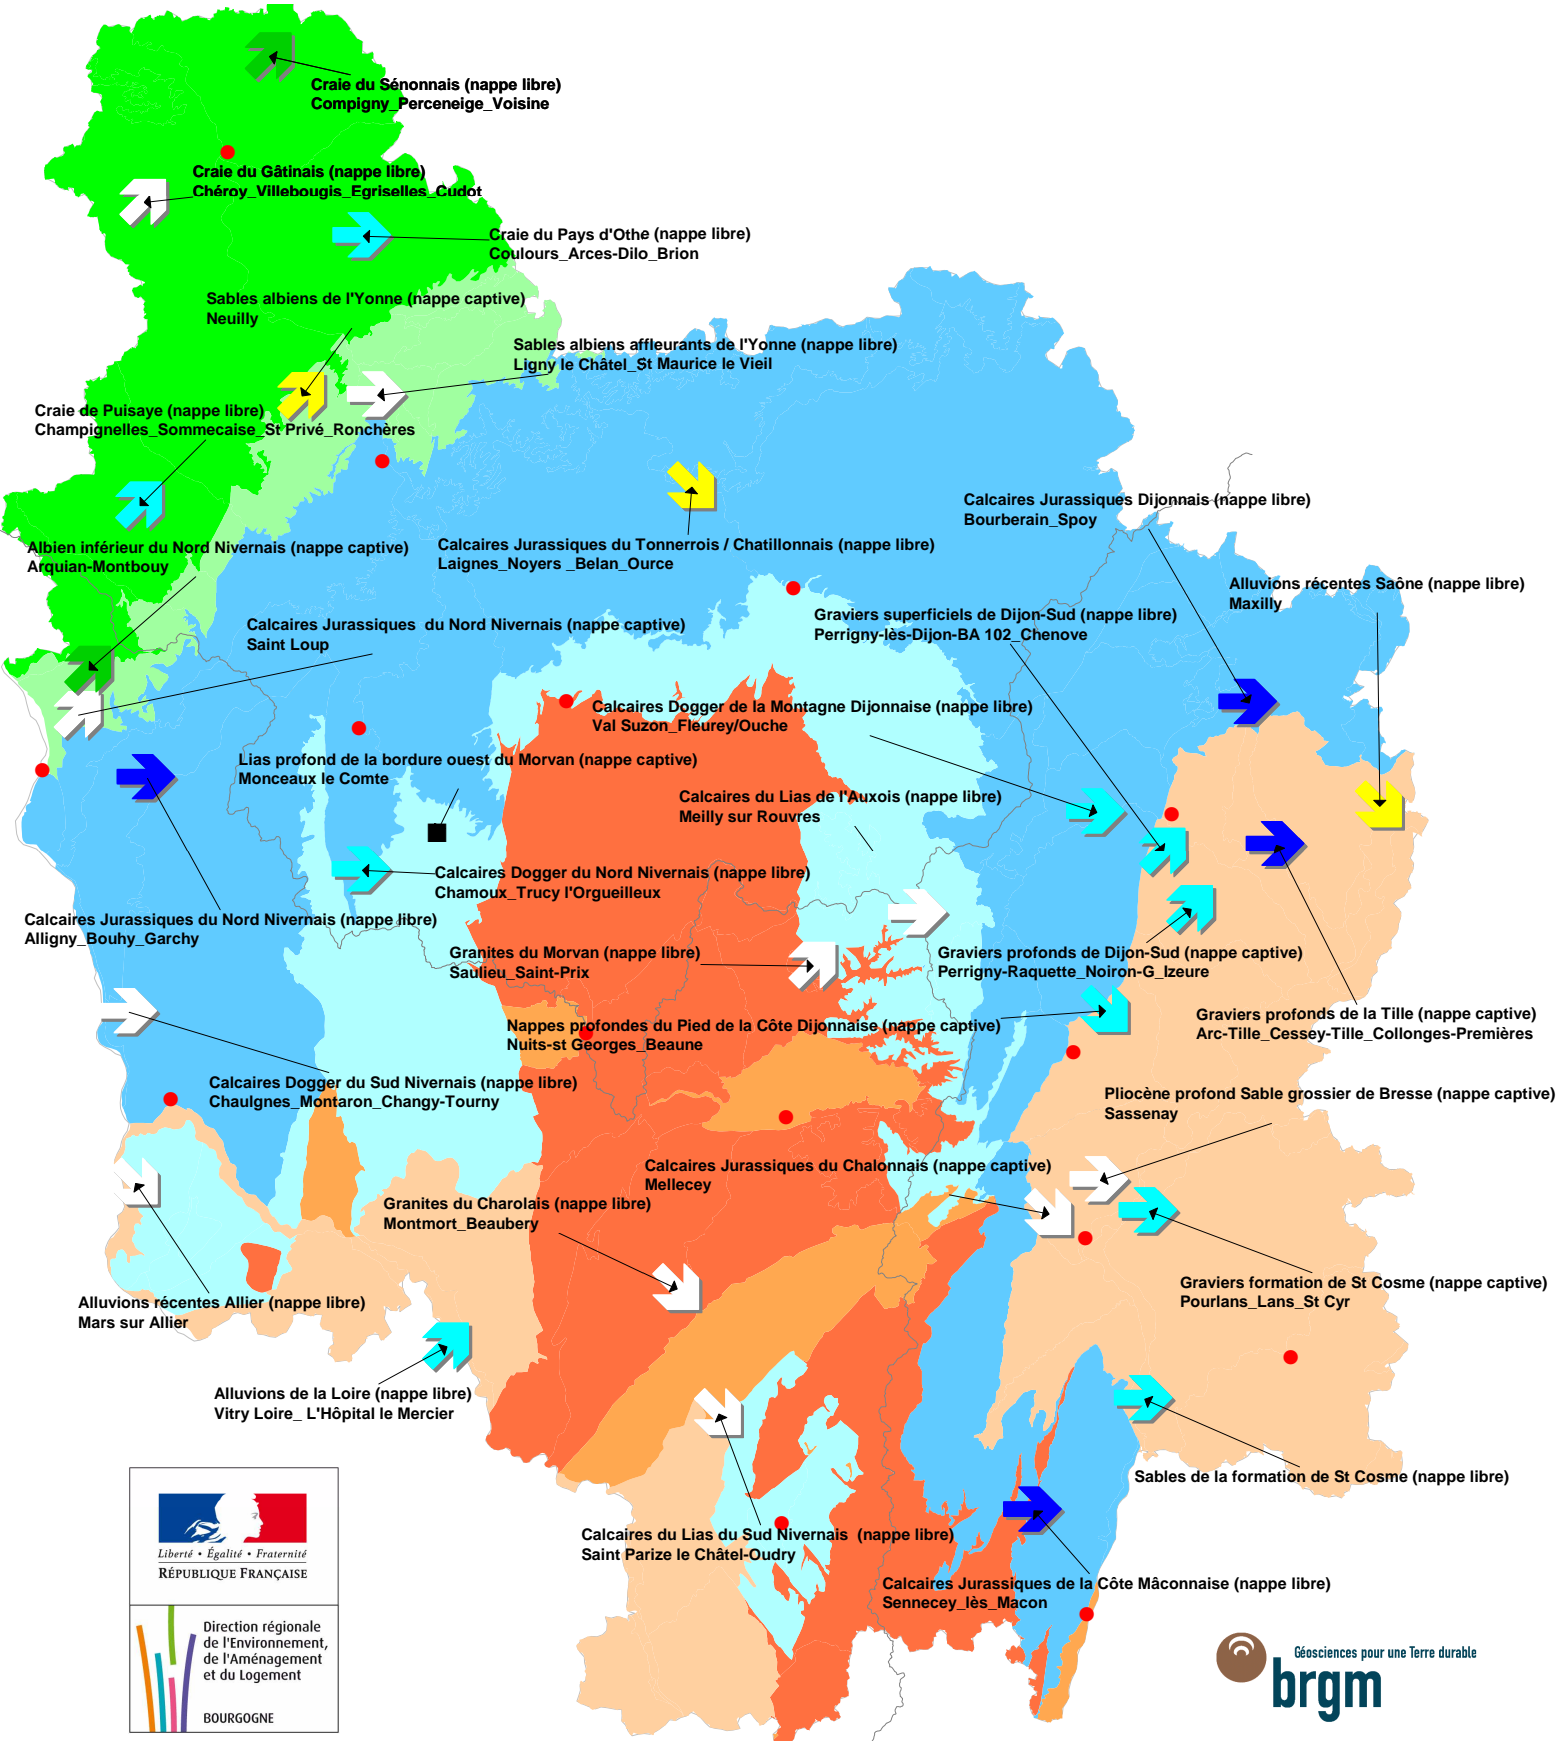 Craie du Sénonnais (nappe libre)
Compigny_Perceneige_Voisine
Craie du Gâtinais (nappe libre)
Chéroy_Villebougis_Egriselles_Cudot
Craie du Pays d'Othe (nappe libre)
Coulours_Arces-Dilo_Brion
Sables albiens de l'Yonne (nappe captive)
Neuilly
Sables albiens affleurants de l'Yonne (nappe libre)
Ligny le Châtel_St Maurice le Vieil
Craie de Puisaye (nappe libre)
Champignelles_Sommecaise_St Privé_Ronchères
Calcaires Jurassiques Dijonnais (nappe libre)
Bourberain_Spoy
Albien inférieur du Nord Nivernais (nappe captive)
Arquian-Montbouy
Calcaires Jurassiques du Tonnerrois / Chatillonnais (nappe libre)
Laignes_Noyers _Belan_Ource
Alluvions récentes Saône (nappe libre)
Maxilly
Graviers superficiels de Dijon-Sud (nappe libre)
Perrigny-lès-Dijon-BA 102_Chenove
Calcaires Jurassiques  du Nord Nivernais (nappe captive)
Saint Loup
Calcaires Dogger de la Montagne Dijonnaise (nappe libre)
Val Suzon_Fleurey/Ouche
Lias profond de la bordure ouest du Morvan (nappe captive)
Monceaux le Comte
Calcaires du Lias de l'Auxois (nappe libre)
Meilly sur Rouvres
Calcaires Dogger du Nord Nivernais (nappe libre)
Chamoux_Trucy l'Orgueilleux
Calcaires Jurassiques du Nord Nivernais (nappe libre)
Alligny_Bouhy_Garchy
Granites du Morvan (nappe libre)
Saulieu_Saint-Prix
Graviers profonds de Dijon-Sud (nappe captive)
Perrigny-Raquette_Noiron-G_Izeure
Nappes profondes du Pied de la Côte Dijonnaise (nappe captive)
Nuits-st Georges_Beaune
Graviers profonds de la Tille (nappe captive)
Arc-Tille_Cessey-Tille_Collonges-Premières
Calcaires Dogger du Sud Nivernais (nappe libre)
Chaulgnes_Montaron_Changy-Tourny
Pliocène profond Sable grossier de Bresse (nappe captive)
Sassenay
Calcaires Jurassiques du Chalonnais (nappe captive)
Mellecey
Granites du Charolais (nappe libre)
Montmort_Beaubery
Graviers formation de St Cosme (nappe captive)
Pourlans_Lans_St Cyr
Alluvions récentes Allier (nappe libre)
Mars sur Allier
Alluvions de la Loire (nappe libre)
Vitry Loire_ L'Hôpital le Mercier
Sables de la formation de St Cosme (nappe libre)
Calcaires du Lias du Sud Nivernais  (nappe libre)
Saint Parize le Châtel-Oudry
Calcaires Jurassiques de la Côte Mâconnaise (nappe libre)
Sennecey_lès_Macon
Liberté • Égalité • Fraternité
RÉPUBLIQUE FRANÇAISE
Direction régionale
de l'Environnement,
de l'Aménagement
et du Logement
BOURGOGNE
Géosciences pour une Terre durable
brgm